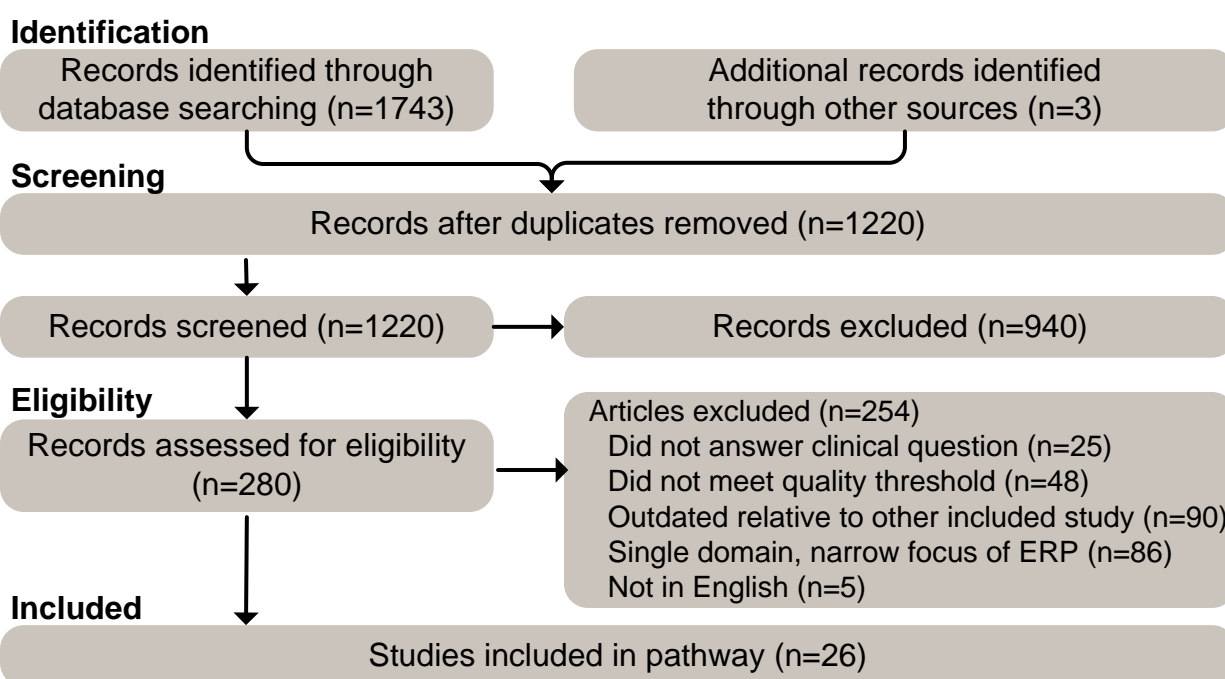 Identification
Records identified through
database searching (n=1743)
Additional records identified
through other sources (n=3)
Screening
Records after duplicates removed (n=1220)
Records screened (n=1220)
Records excluded (n=940)
Eligibility
Records assessed for eligibility
(n=280)
Articles excluded (n=254)
Did not answer clinical question (n=25)
Did not meet quality threshold (n=48)
Outdated relative to other included study (n=90)
Single domain, narrow focus of ERP (n=86)
Not in English (n=5)
Included
Studies included in pathway (n=26)